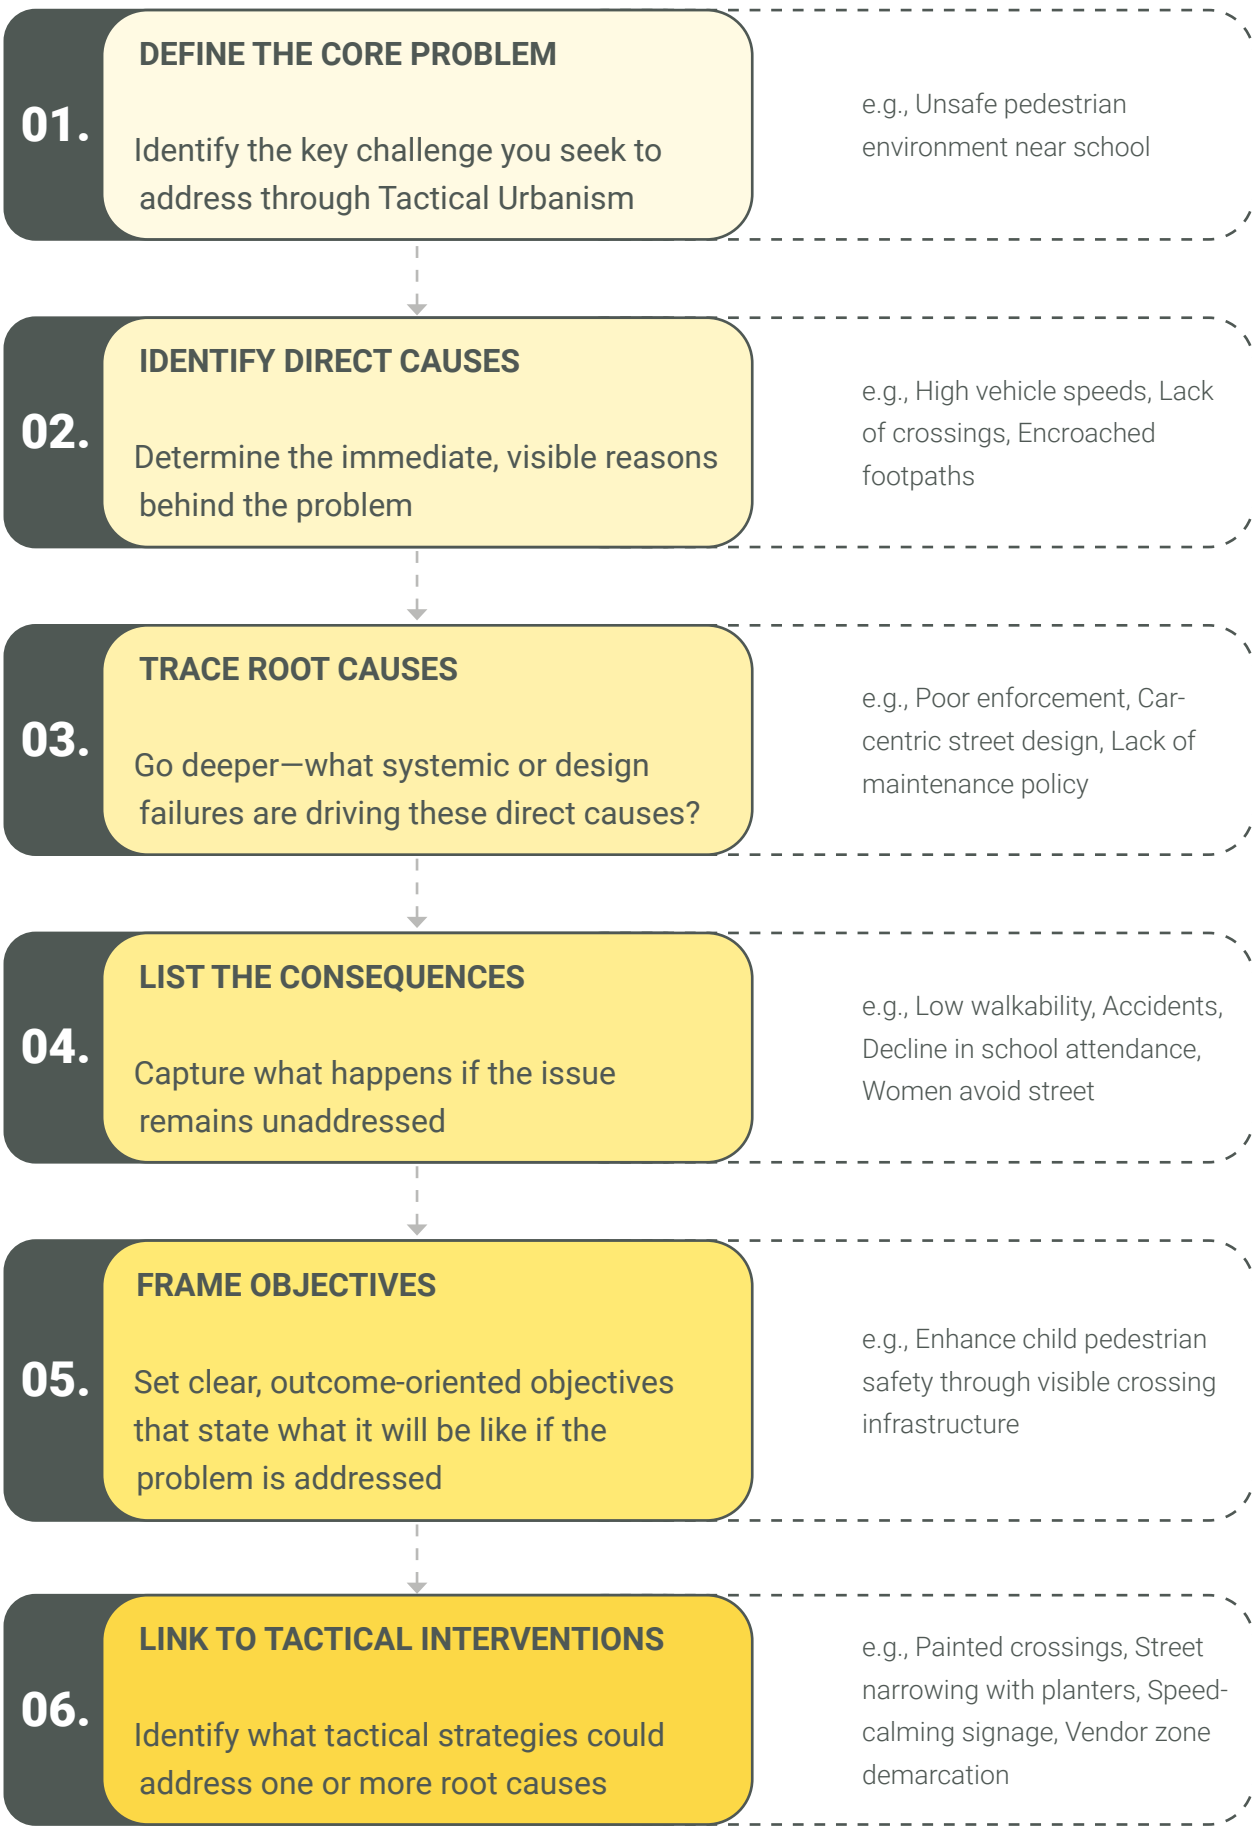 01.
DEFINE THE CORE PROBLEM
Identify the key challenge you seek to
address through Tactical Urbanism
e.g., Unsafe pedestrian
environment near school
02.
IDENTIFY DIRECT CAUSES
Determine the immediate, visible reasons
behind the problem
e.g., High vehicle speeds, Lack
of crossings, Encroached
footpaths
03.
TRACE ROOT CAUSES
Go deeper—what systemic or design
failures are driving these direct causes?
e.g., Poor enforcement, Car-
centric street design, Lack of
maintenance policy
04.
LIST THE CONSEQUENCES
Capture what happens if the issue
remains unaddressed
e.g., Low walkability, Accidents,
Decline in school attendance,
Women avoid street
05.
FRAME OBJECTIVES
Set clear, outcome-oriented objectives
that state what it will be like if the
problem is addressed
e.g., Enhance child pedestrian
safety through visible crossing
infrastructure
06.
LINK TO TACTICAL INTERVENTIONS
Identify what tactical strategies could
address one or more root causes
e.g., Painted crossings, Street
narrowing with planters, Speed-
calming signage, Vendor zone
demarcation